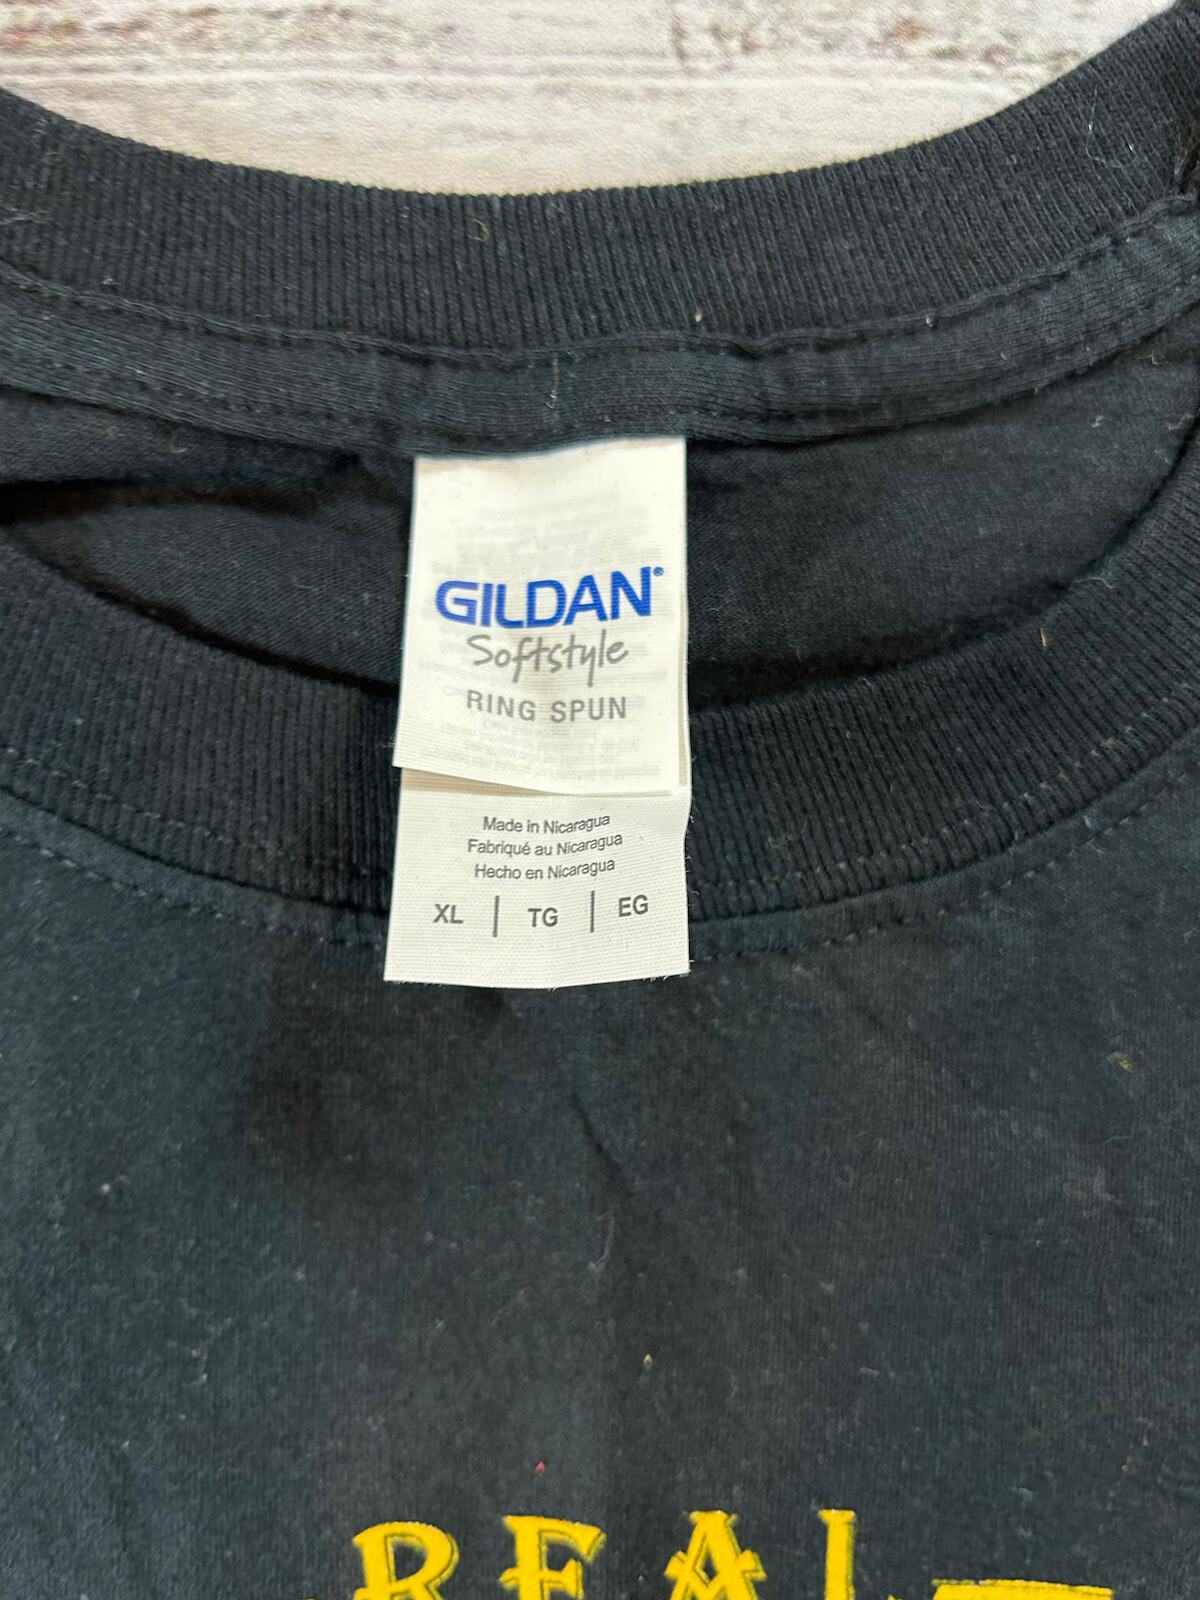 GILDAN®
Softstyle
RING SPUN
Made in Nicaragua
Fabriqué au Nicaragua
Hecho en Nicaragua
XL | TG | EG
REAL